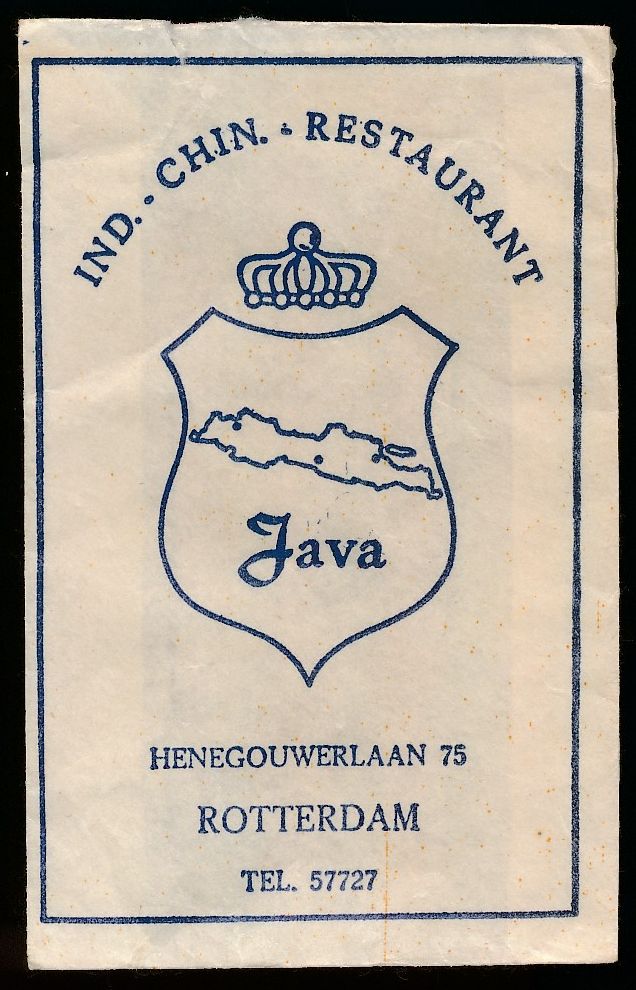 IND. · CHIN. · RESTAURANT
Java
HENEGOUWERLAAN 75
ROTTERDAM
TEL. 57727